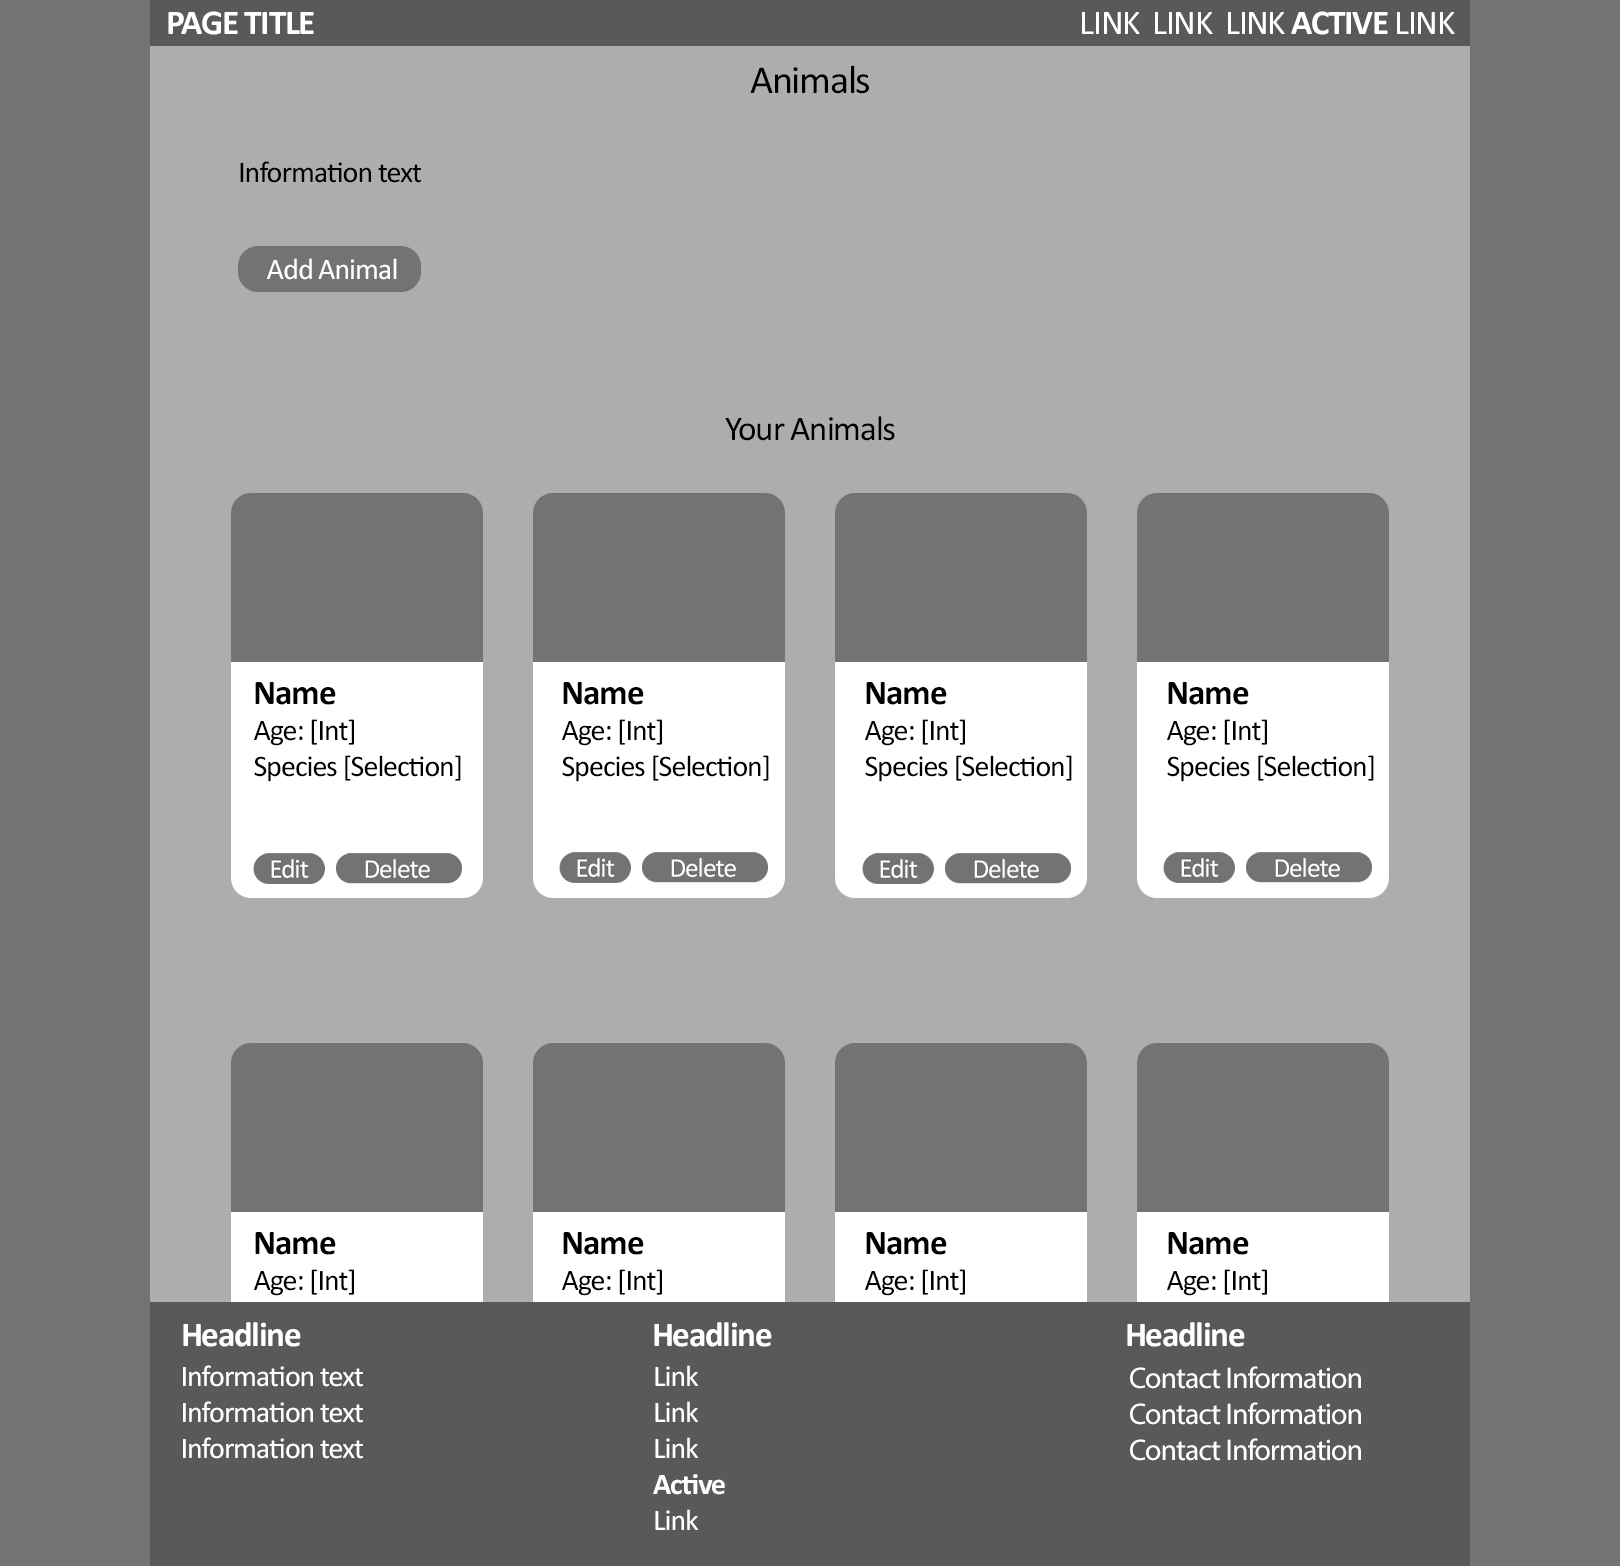 PAGE TITLE
LINK LINK LINK ACTIVE LINK
Animals
Information text
Add Animal
Your Animals
Name
Age: [Int]
Species [Selection]
Edit Delete
Name
Age: [Int]
Species [Selection]
Edit Delete
Name
Age: [Int]
Species [Selection]
Edit Delete
Name
Age: [Int]
Species [Selection]
Edit Delete
Name
Age: [Int]
Name
Age: [Int]
Name
Age: [Int]
Name
Age: [Int]
Headline
Information text
Information text
Information text
Headline
Link
Link
Link
Active
Link
Headline
Contact Information
Contact Information
Contact Information